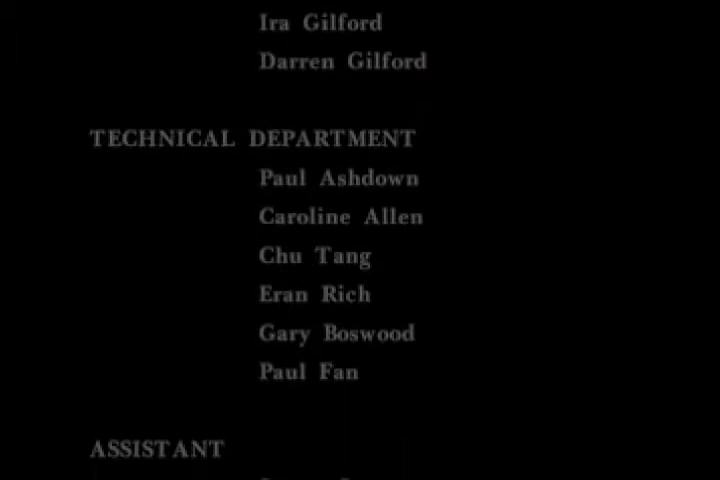 Ira Gilford
Darren Gilford
TECHNICAL DEPARTMENT
Paul Ashdown
Caroline Allen
Chu Tang
Eran Rich
Gary Boswood
Paul Fan
ASSISTANT